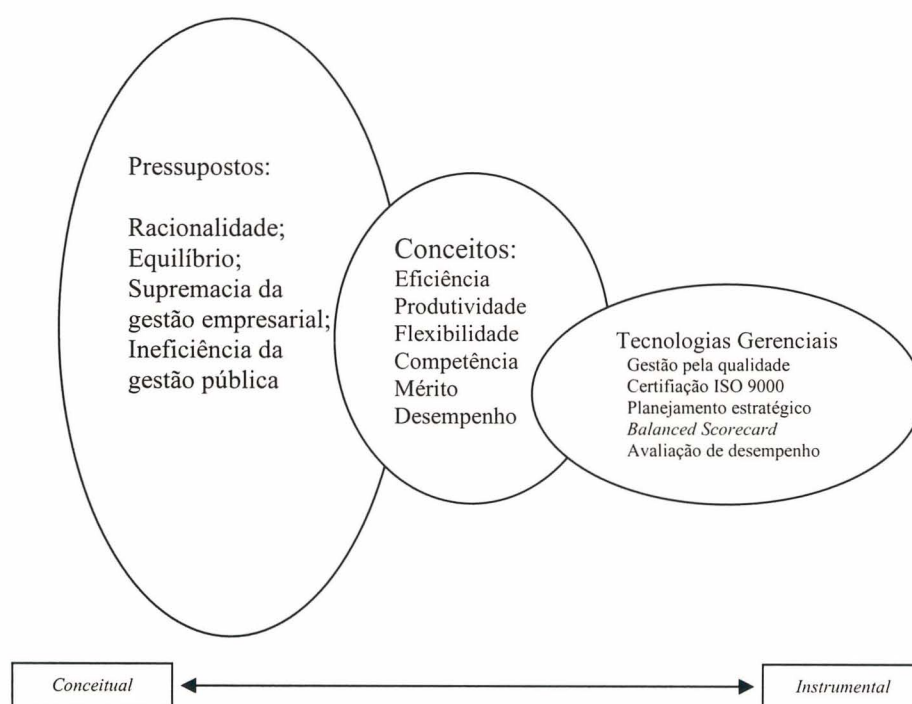 Pressupostos:
Racionalidade;
Equilíbrio;
Supremacia da
gestão empresarial;
Ineficiência da
gestão pública
Conceitos:
Eficiência
Produtividade
Flexibilidade
Competência
Mérito
Desempenho
Tecnologias Gerenciais
Gestão pela qualidade
Certifiação ISO 9000
Planejamento estratégico
Balanced Scorecard
Avaliação de desempenho
Conceitual
Instrumental